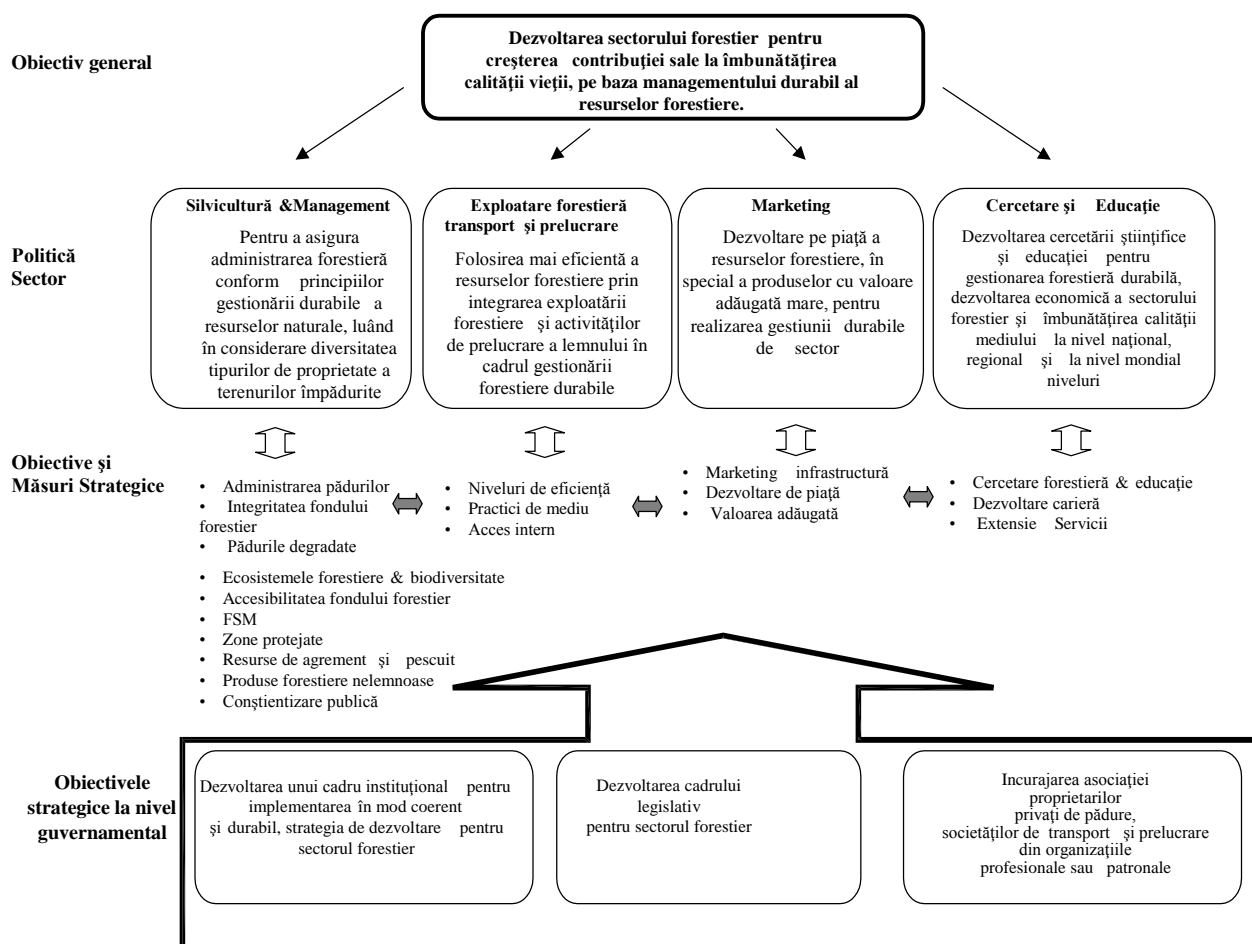 Obiectiv general
Dezvoltarea sectorului forestier pentru
creşterea contribuţiei sale la îmbunătăţirea
calităţii vieţii, pe baza managementului durabil al
resurselor forestiere.
Politică
Sector
Silvicultură &Management
Pentru a asigura
administrarea forestieră
conform principiilor
gestionării durabile a
resurselor naturale, luând
în considerare diversitatea
tipurilor de proprietate a
terenurilor împădurite
Exploatare forestieră
transport şi prelucrare
Folosirea mai eficientă a
resurselor forestiere prin
integrarea exploatării
forestiere şi activităţilor
de prelucrare a lemnului în
cadrul gestionării
forestiere durabile
Marketing
Dezvoltare pe piaţă a
resurselor forestiere, în
special a produselor cu valoare
adăugată mare, pentru
realizarea gestiunii durabile
de sector
Cercetare şi Educaţie
Dezvoltarea cercetării ştiinţifice
şi educaţiei pentru
gestionarea forestieră durabilă,
dezvoltarea economică a sectorului
forestier şi îmbunătăţirea calităţii
mediului la nivel naţional,
regional şi la nivel mondial
niveluri
Obiective şi
Măsuri Strategice
• Administrarea pădurilor
• Integritatea fondului
forestier
• Pădurile degradate
• Ecosistemele forestiere & biodiversitate
• Accesibilitatea fondului forestier
• FSM
• Zone protejate
• Resurse de agrement şi pescuit
• Produse forestiere nelemnoase
• Conştientizare publică
• Niveluri de eficienţă
• Practici de mediu
• Acces intern
• Marketing infrastructură
• Dezvoltare de piaţă
• Valoarea adăugată
• Cercetare forestieră & educaţie
• Dezvoltare carieră
• Extensie Servicii
Obiectivele
strategice la nivel
guvernamental
Dezvoltarea unui cadru instituţional pentru
implementarea în mod coerent
şi durabil, strategia de dezvoltare pentru
sectorul forestier
Dezvoltarea cadrului
legislativ
pentru sectorul forestier
Incurajarea asociaţiei
proprietarilor
privaţi de pădure,
societăţilor de transport şi prelucrare
din organizaţiile
profesionale sau patronale